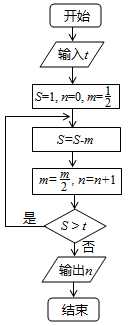 开始
输入t
S=1, n=0, m=1/2
S=S-m
m=m/2, n=n+1
是
S>t
否
输出n
结束